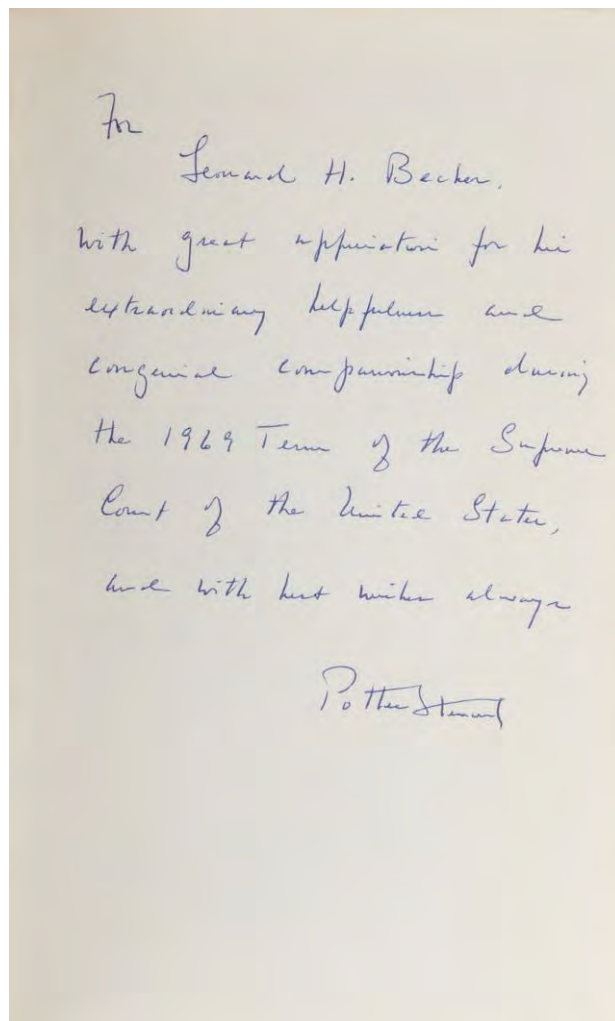 For
Leonard H. Becker,
with great appreciation for his
extraordinary helpfulness and
congenial companionship during
the 1969 Term of the Supreme
Court of the United States,
and with best wishes always
Potter Stewart